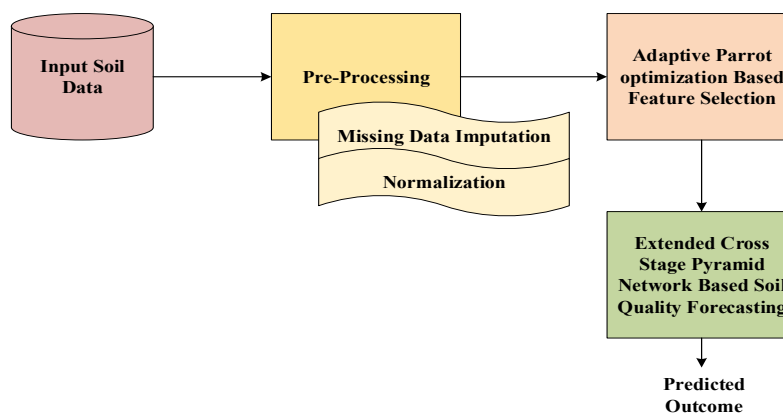 Input Soil
Data
Pre-Processing
Missing Data Imputation
Normalization
Adaptive Parrot
optimization Based
Feature Selection
Extended Cross
Stage Pyramid
Network Based Soil
Quality Forecasting
Predicted
Outcome